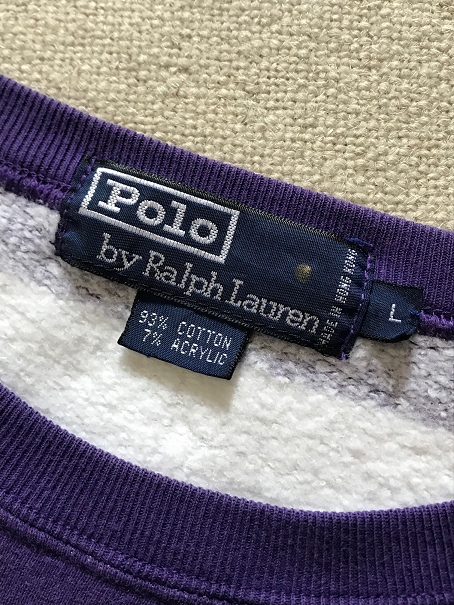 Polo
by Ralph Lauren
MADE IN HONG KONG
L
93% COTTON
7% ACRYLIC